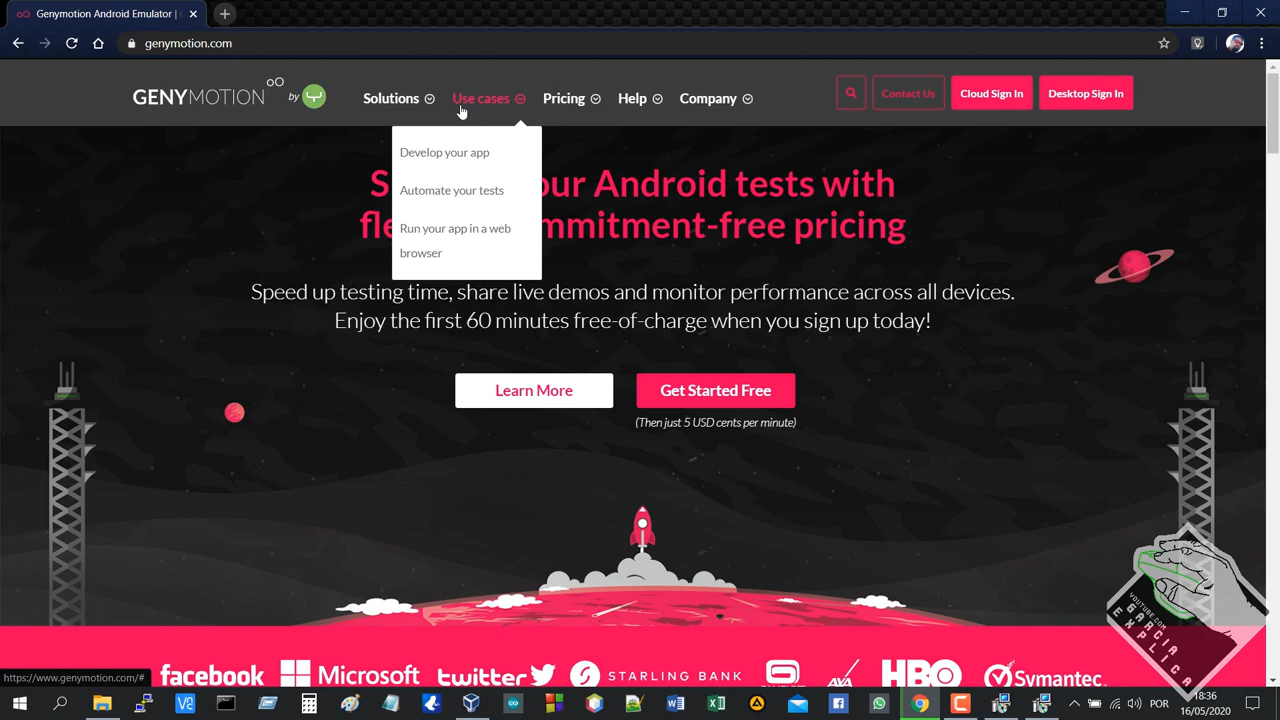 Genymotion Android Emulator |
genymotion.com
GENYMOTION by
Solutions
Use cases
Pricing
Help
Company
Contact Us
Cloud Sign In
Desktop Sign In
Develop your app
Automate your tests
Run your app in a web
browser
our Android tests with
mmitment-free pricing
Speed up testing time, share live demos and monitor performance across all devices.
Enjoy the first 60 minutes free-of-charge when you sign up today!
Learn More
Get Started Free
(Then just 5 USD cents per minute)
YOUTUBE.COM
EGARCIA
EXPLICA
facebook
Microsoft
twitter
STARLING BANK
AXA
HBO
Symantec.
https://www.genymotion.com/#
POR
18:36
16/05/2020